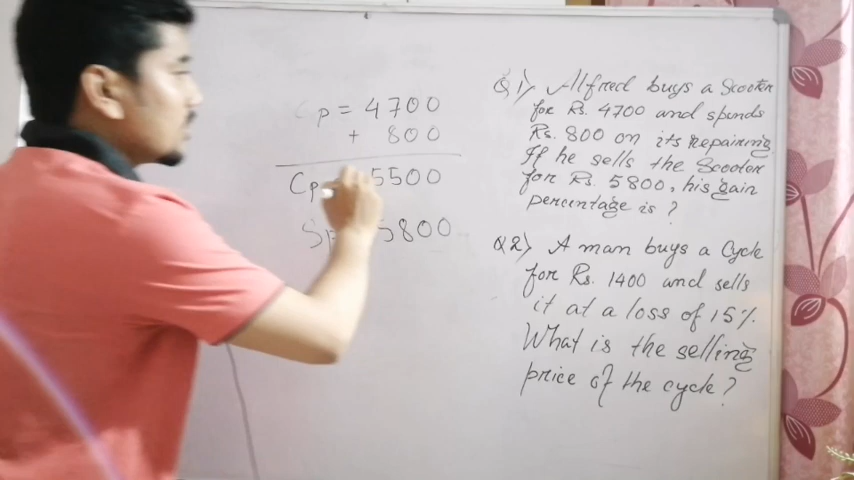 Cp = 4700
+ 800
Cp 5500
Sp 5800
Q1) Alfred buys a Scooter
for Rs. 4700 and spends
Rs. 800 on its repairing
If he sells the Scooter
for Rs. 5800, his gain
percentage is?
Q2) A man buys a Cycle
for Rs. 1400 and sells
it at a loss of 15%.
What is the selling
price of the cycle?